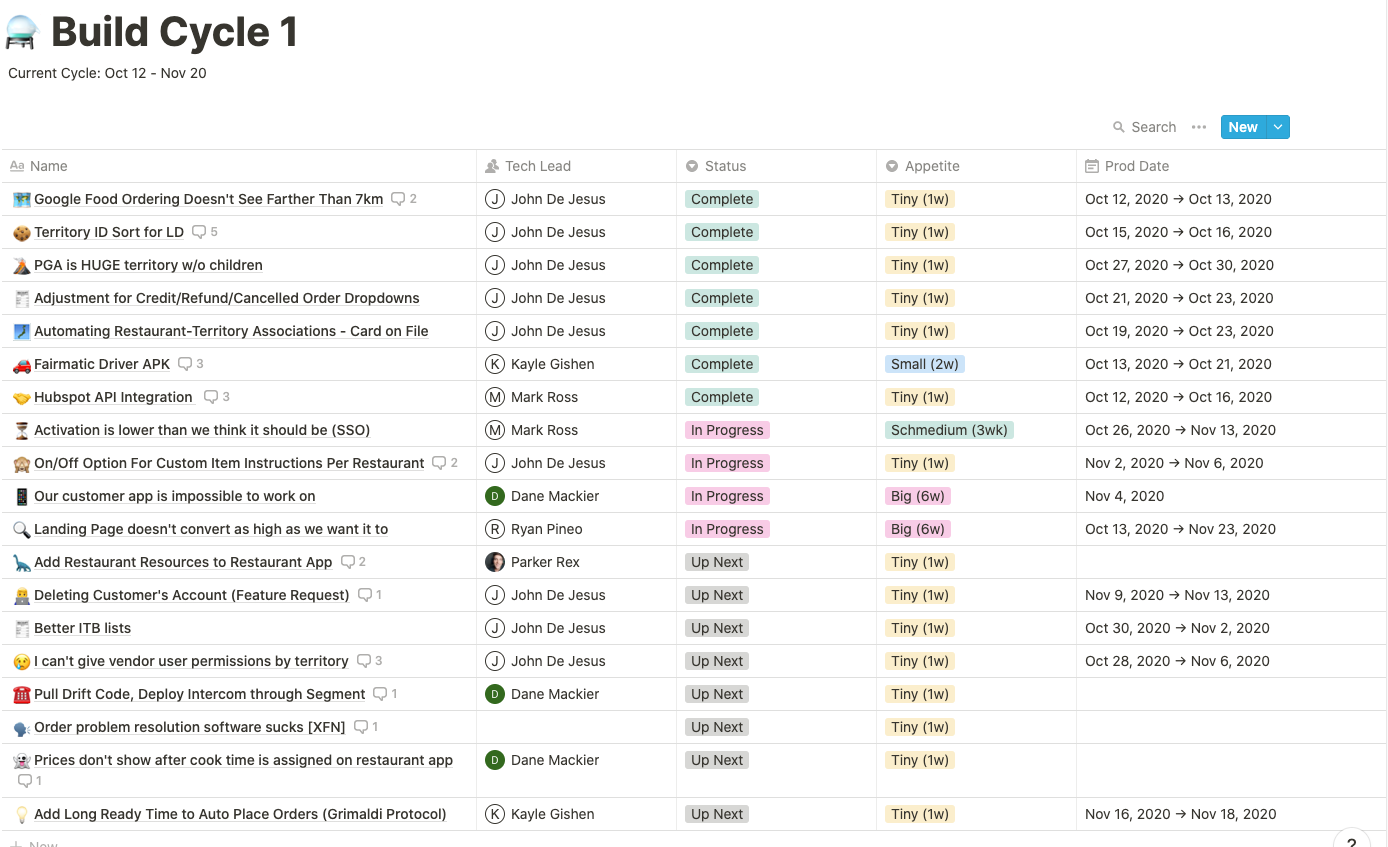 Build Cycle 1
Current Cycle: Oct 12 - Nov 20
Search ••• New
Aa Name Tech Lead Status Appetite Prod Date
Google Food Ordering Doesn't See Farther Than 7km 2 J John De Jesus Complete Tiny (1w) Oct 12, 2020 → Oct 13, 2020
Territory ID Sort for LD 5 J John De Jesus Complete Tiny (1w) Oct 15, 2020 → Oct 16, 2020
PGA is HUGE territory w/o children J John De Jesus Complete Tiny (1w) Oct 27, 2020 → Oct 30, 2020
Adjustment for Credit/Refund/Cancelled Order Dropdowns J John De Jesus Complete Tiny (1w) Oct 21, 2020 → Oct 23, 2020
Automating Restaurant-Territory Associations - Card on File J John De Jesus Complete Tiny (1w) Oct 19, 2020 → Oct 23, 2020
Fairmatic Driver APK 3 K Kayle Gishen Complete Small (2w) Oct 13, 2020 → Oct 21, 2020
Hubspot API Integration 3 M Mark Ross Complete Tiny (1w) Oct 12, 2020 → Oct 16, 2020
Activation is lower than we think it should be (SSO) M Mark Ross In Progress Schmedium (3wk) Oct 26, 2020 → Nov 13, 2020
On/Off Option For Custom Item Instructions Per Restaurant 2 J John De Jesus In Progress Tiny (1w) Nov 2, 2020 → Nov 6, 2020
Our customer app is impossible to work on D Dane Mackier In Progress Big (6w) Nov 4, 2020
Landing Page doesn't convert as high as we want it to R Ryan Pineo In Progress Big (6w) Oct 13, 2020 → Nov 23, 2020
Add Restaurant Resources to Restaurant App 2 Parker Rex Up Next Tiny (1w)
Deleting Customer's Account (Feature Request) 1 J John De Jesus Up Next Tiny (1w) Nov 9, 2020 → Nov 13, 2020
Better ITB lists J John De Jesus Up Next Tiny (1w) Oct 30, 2020 → Nov 2, 2020
I can't give vendor user permissions by territory 3 J John De Jesus Up Next Tiny (1w) Oct 28, 2020 → Nov 6, 2020
Pull Drift Code, Deploy Intercom through Segment 1 D Dane Mackier Up Next Tiny (1w)
Order problem resolution software sucks [XFN] 1 Up Next Tiny (1w)
Prices don't show after cook time is assigned on restaurant app D Dane Mackier Up Next Tiny (1w)
1
Add Long Ready Time to Auto Place Orders (Grimaldi Protocol) K Kayle Gishen Up Next Tiny (1w) Nov 16, 2020 → Nov 18, 2020
+ New ?